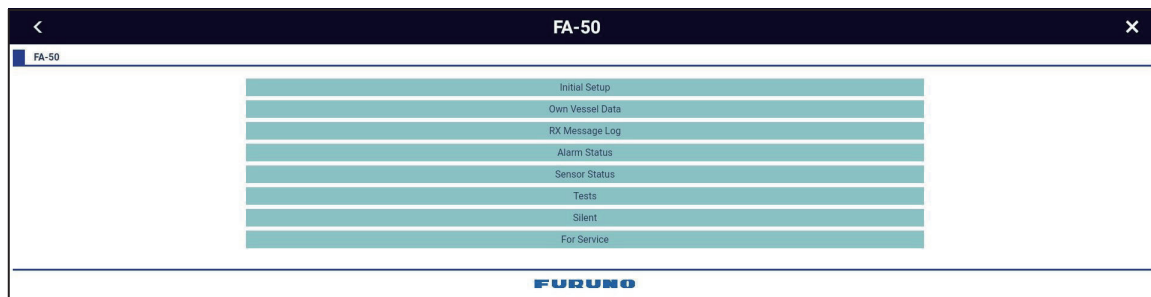 FA-50
FA-50
Initial Setup
Own Vessel Data
RX Message Log
Alarm Status
Sensor Status
Tests
Silent
For Service
FURUNO